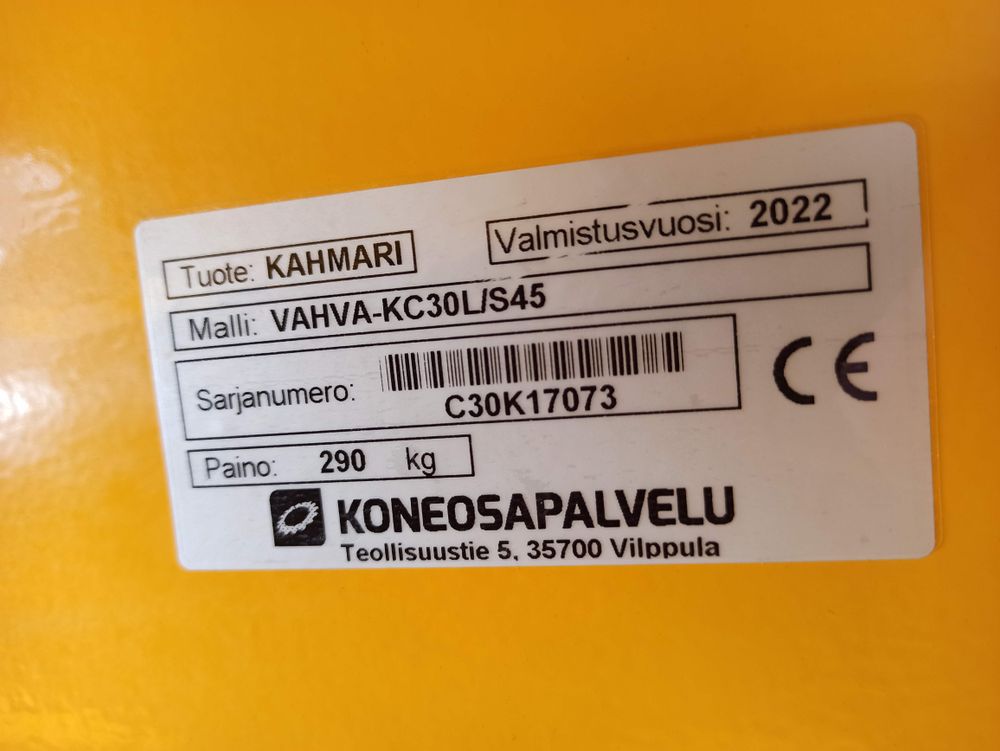 Tuote: KAHMARI Valmistusvuosi: 2022
Malli: VAHVA-KC30L/S45
Sarjanumero:
C30K17073
CE
Paino: 290 kg
KONEOSAPALVELU
Teollisuustie 5, 35700 Vilppula